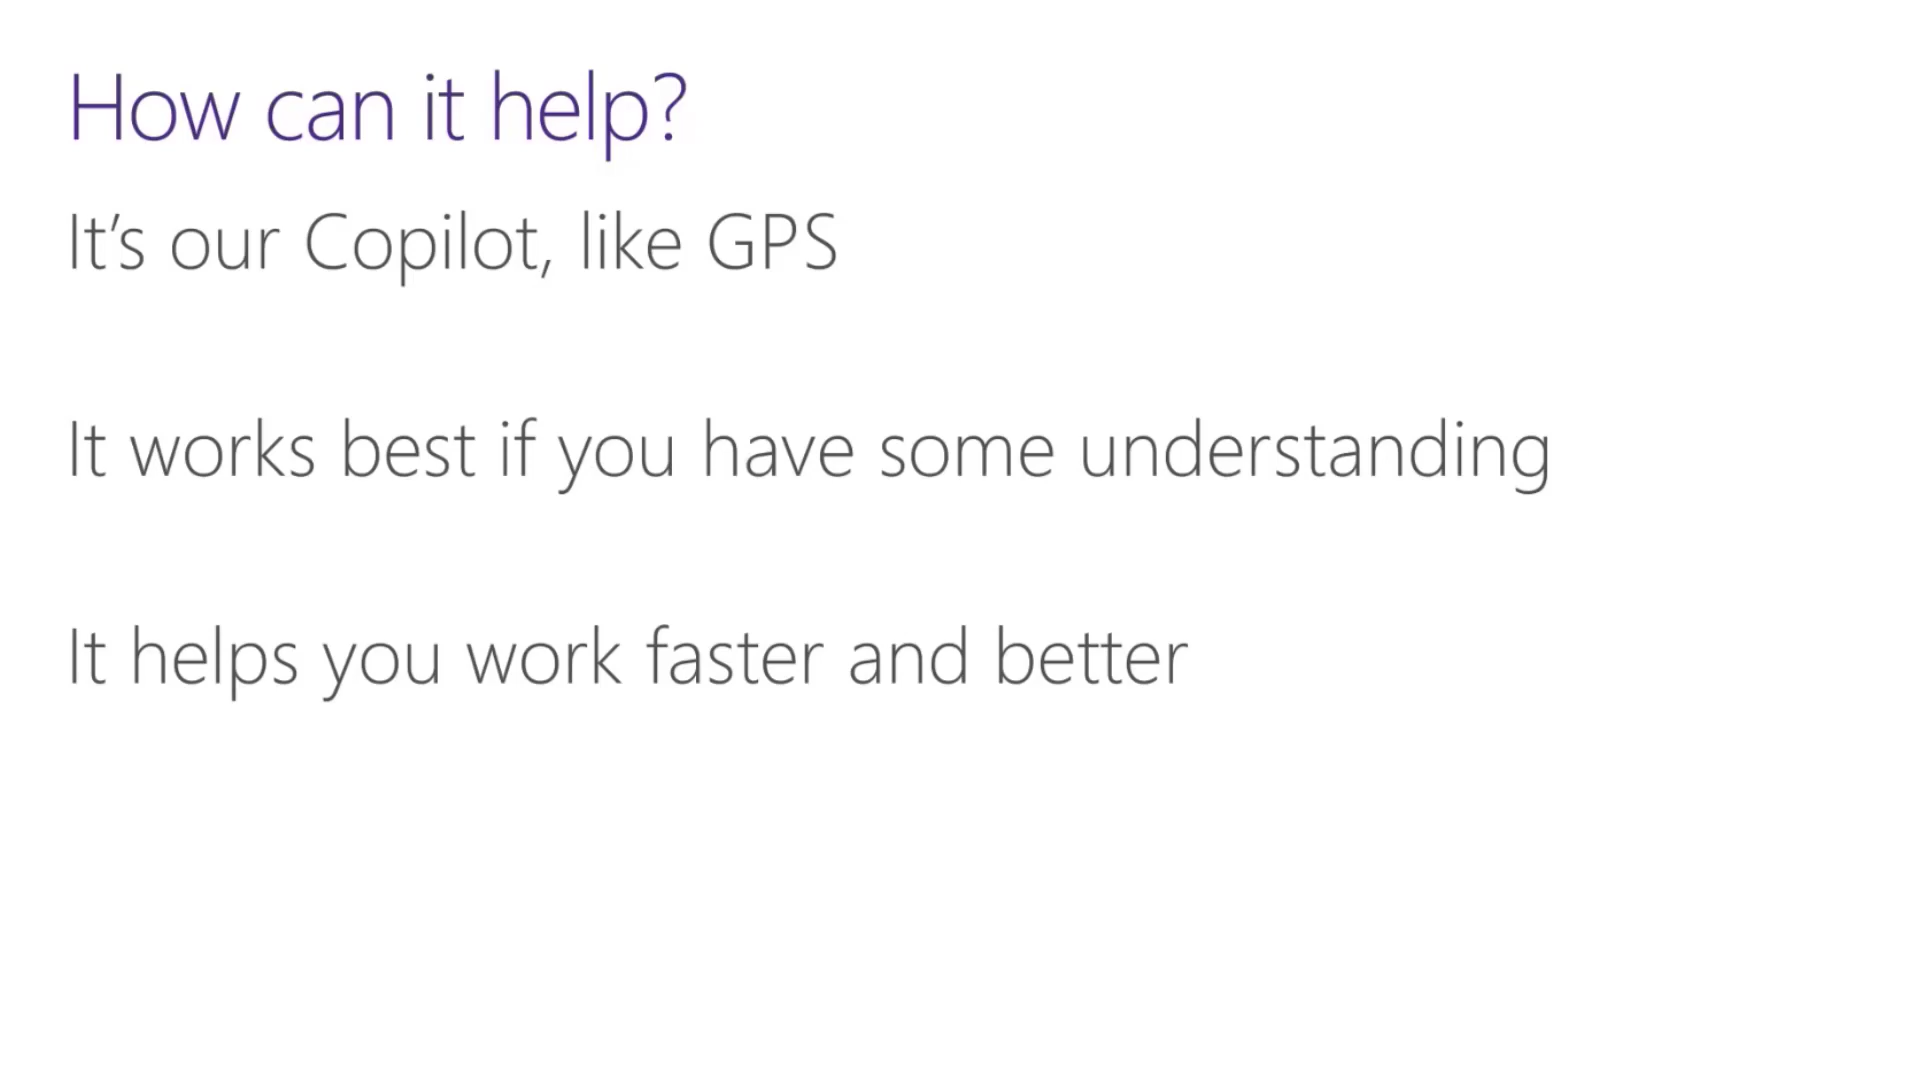 How can it help?
It’s our Copilot, like GPS
It works best if you have some understanding
It helps you work faster and better